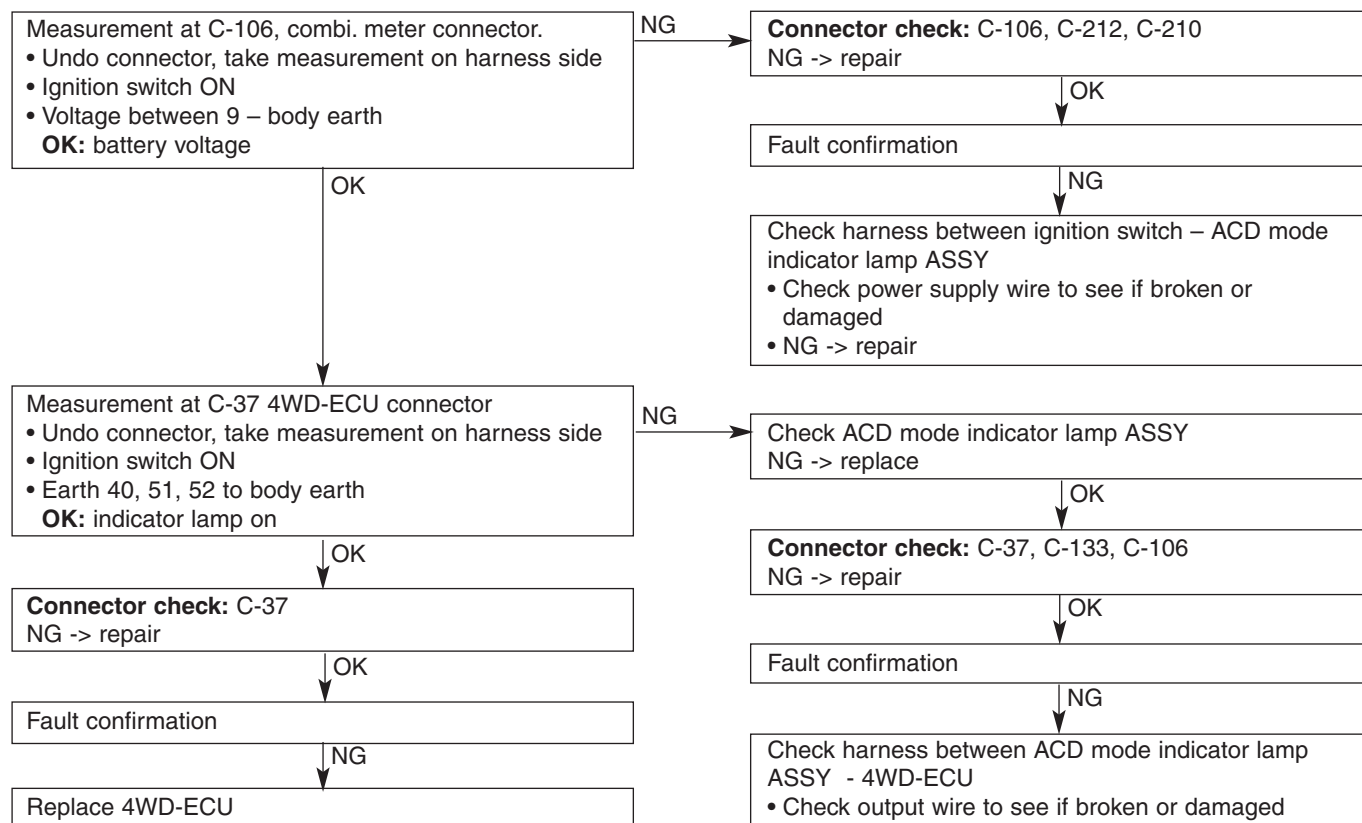 Measurement at C-106, combi. meter connector.
• Undo connector, take measurement on harness side
• Ignition switch ON
• Voltage between 9 – body earth
OK: battery voltage
NG
Connector check: C-106, C-212, C-210
NG -> repair
OK
Fault confirmation
NG
Check harness between ignition switch – ACD mode
indicator lamp ASSY
• Check power supply wire to see if broken or
damaged
• NG -> repair
OK
Measurement at C-37 4WD-ECU connector
• Undo connector, take measurement on harness side
• Ignition switch ON
• Earth 40, 51, 52 to body earth
OK: indicator lamp on
NG
Check ACD mode indicator lamp ASSY
NG -> replace
OK
Connector check: C-37, C-133, C-106
NG -> repair
OK
Fault confirmation
NG
Check harness between ACD mode indicator lamp
ASSY - 4WD-ECU
• Check output wire to see if broken or damaged
OK
Connector check: C-37
NG -> repair
OK
Fault confirmation
NG
Replace 4WD-ECU